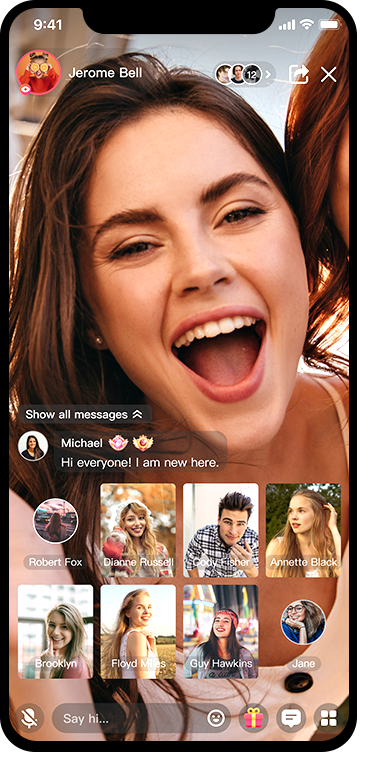 9:41
Jerome Bell
12
Show all messages
Michael
Hi everyone! I am new here.
Robert Fox
Dianne Russell
Cody Fisher
Annette Black
Brooklyn
Floyd Miles
Guy Hawkins
Jane
Say hi...